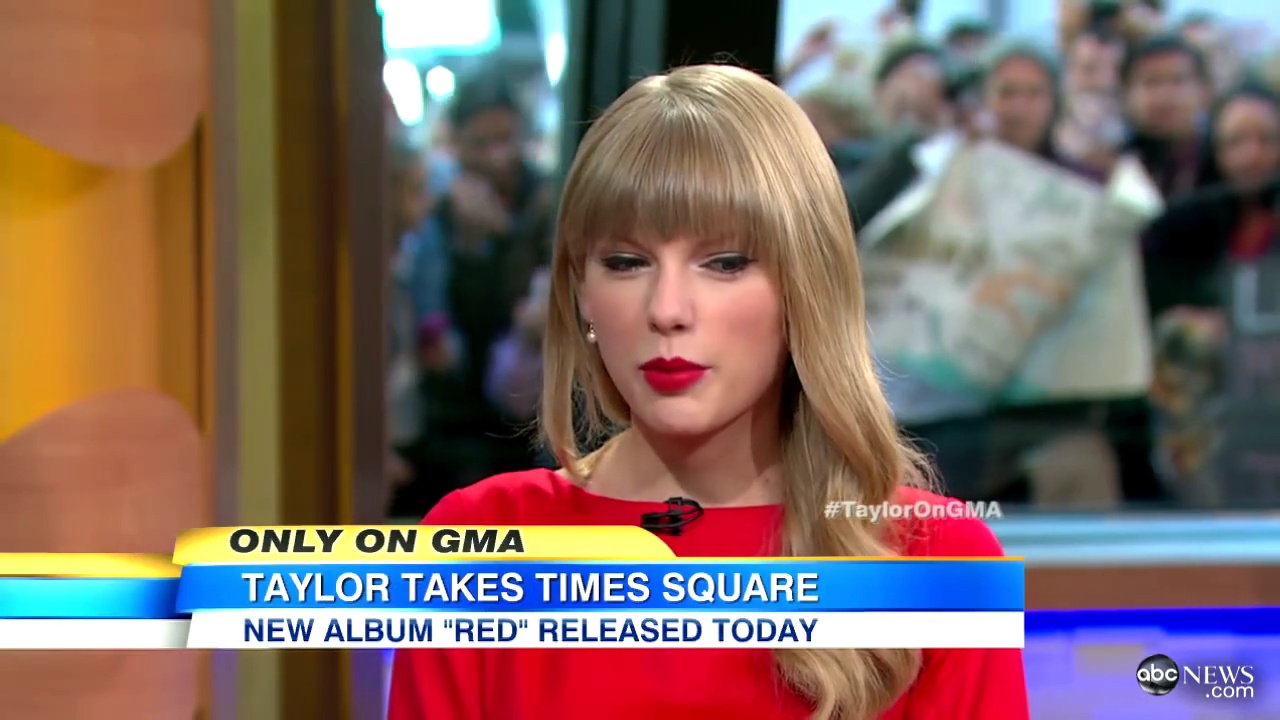 #TaylorOnGMA
ONLY ON GMA
TAYLOR TAKES TIMES SQUARE
NEW ALBUM "RED" RELEASED TODAY
abc NEWS
.com